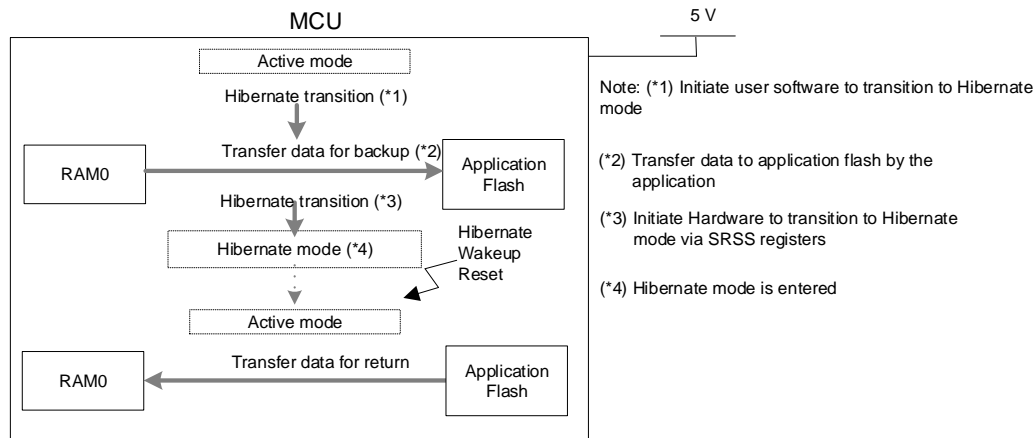 MCU
5 V
Active mode
Hibernate transition (*1)
Transfer data for backup (*2)
RAM0
Application
Flash
Hibernate transition (*3)
Hibernate mode (*4)
Hibernate
Wakeup
Reset
Active mode
Transfer data for return
RAM0
Application
Flash
Note: (*1) Initiate user software to transition to Hibernate
mode
(*2) Transfer data to application flash by the
application
(*3) Initiate Hardware to transition to Hibernate
mode via SRSS registers
(*4) Hibernate mode is entered